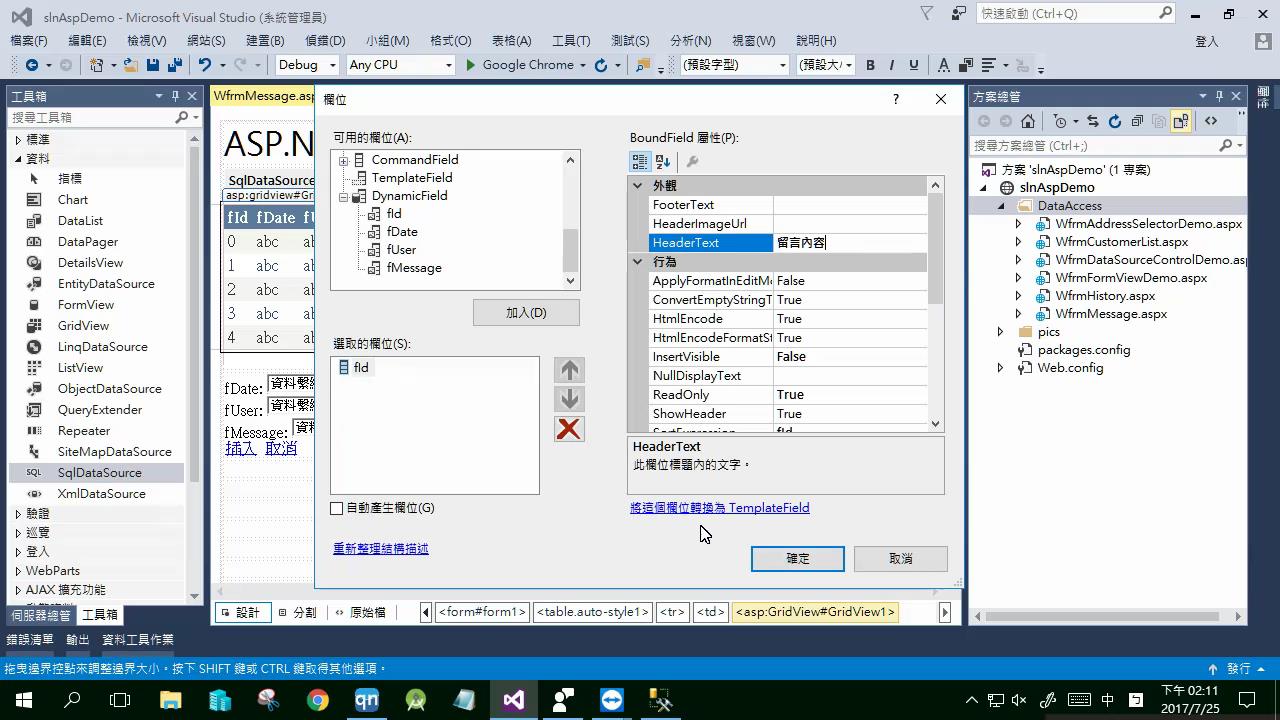 slnAspDemo - Microsoft Visual Studio (系統管理員)
快速啟動 (Ctrl+Q)
檔案(F) 編輯(E) 檢視(V) 網站(S) 建置(B) 偵錯(D) 小組(M) 格式(O) 表格(A) 工具(T) 測試(S) 分析(N) 視窗(W) 說明(H)
登入
Debug Any CPU Google Chrome (預設字型) (預設大 B I U
工具箱
搜尋工具箱
標準
資料
指標
Chart
DataList
DataPager
DetailsView
EntityDataSource
FormView
GridView
LinqDataSource
ListView
ObjectDataSource
QueryExtender
Repeater
SiteMapDataSource
SQL SqlDataSource
XmlDataSource
驗證
巡覽
登入
WebParts
AJAX 擴充功能
伺服器總管 工具箱
WfrmMessage.asp
ASP.N
SqlDataSource
asp:gridview#Gr
fId fDate fU
0 abc
1 abc
2 abc
3 abc
4 abc
fDate: 資料繫
fUser: 資料繫
fMessage: 資
插入 取消
欄位
?
可用的欄位(A):
CommandField
TemplateField
DynamicField
fId
fDate
fUser
fMessage
加入(D)
選取的欄位(S):
fId
自動產生欄位(G)
重新整理結構描述
BoundField 屬性(P):
外觀
FooterText
HeaderImageUrl
HeaderText 留言內容
行為
ApplyFormatInEditM False
ConvertEmptyStringT True
HtmlEncode True
HtmlEncodeFormatSt True
InsertVisible False
NullDisplayText
ReadOnly True
ShowHeader True
SortExpression fId
HeaderText
此欄位標題內的文字。
將這個欄位轉換為 TemplateField
確定 取消
設計 分割 原始檔 <form#form1> <table.auto-style1> <tr> <td> <asp:GridView#GridView1>
方案總管
搜尋方案總管 (Ctrl+;)
方案 'slnAspDemo' (1 專案)
slnAspDemo
DataAccess
WfrmAddressSelectorDemo.aspx
WfrmCustomerList.aspx
WfrmDataSourceControlDemo.asp
WfrmFormViewDemo.aspx
WfrmHistory.aspx
WfrmMessage.aspx
pics
packages.config
Web.config
錯誤清單 輸出 資料工具作業
拖曳邊界控點來調整邊界大小。按下 SHIFT 鍵或 CTRL 鍵取得其他選項。
發行
qn
中
下午 02:11
2017/7/25